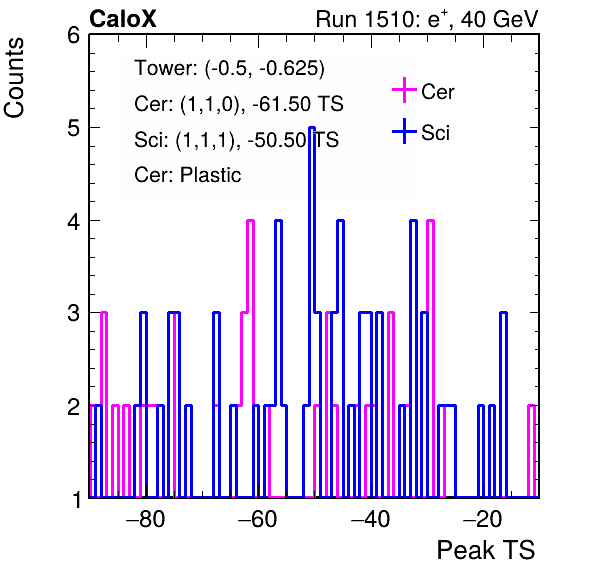 CaloX Run 1510: e⁺, 40 GeV
Counts
6
Tower: (-0.5, -0.625)
Cer: (1,1,0), -61.50 TS
Sci: (1,1,1), -50.50 TS
Cer: Plastic
Cer
Sci
5
4
3
2
1
−80 −60 −40 −20
Peak TS